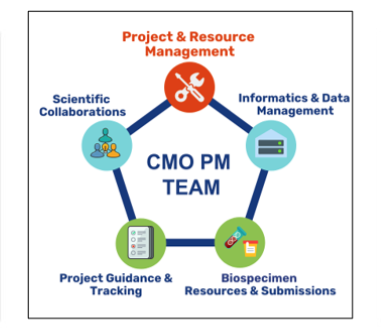 Project & Resource
Management
Scientific
Collaborations
Informatics & Data
Management
CMO PM
TEAM
Project Guidance &
Tracking
Biospecimen
Resources & Submissions